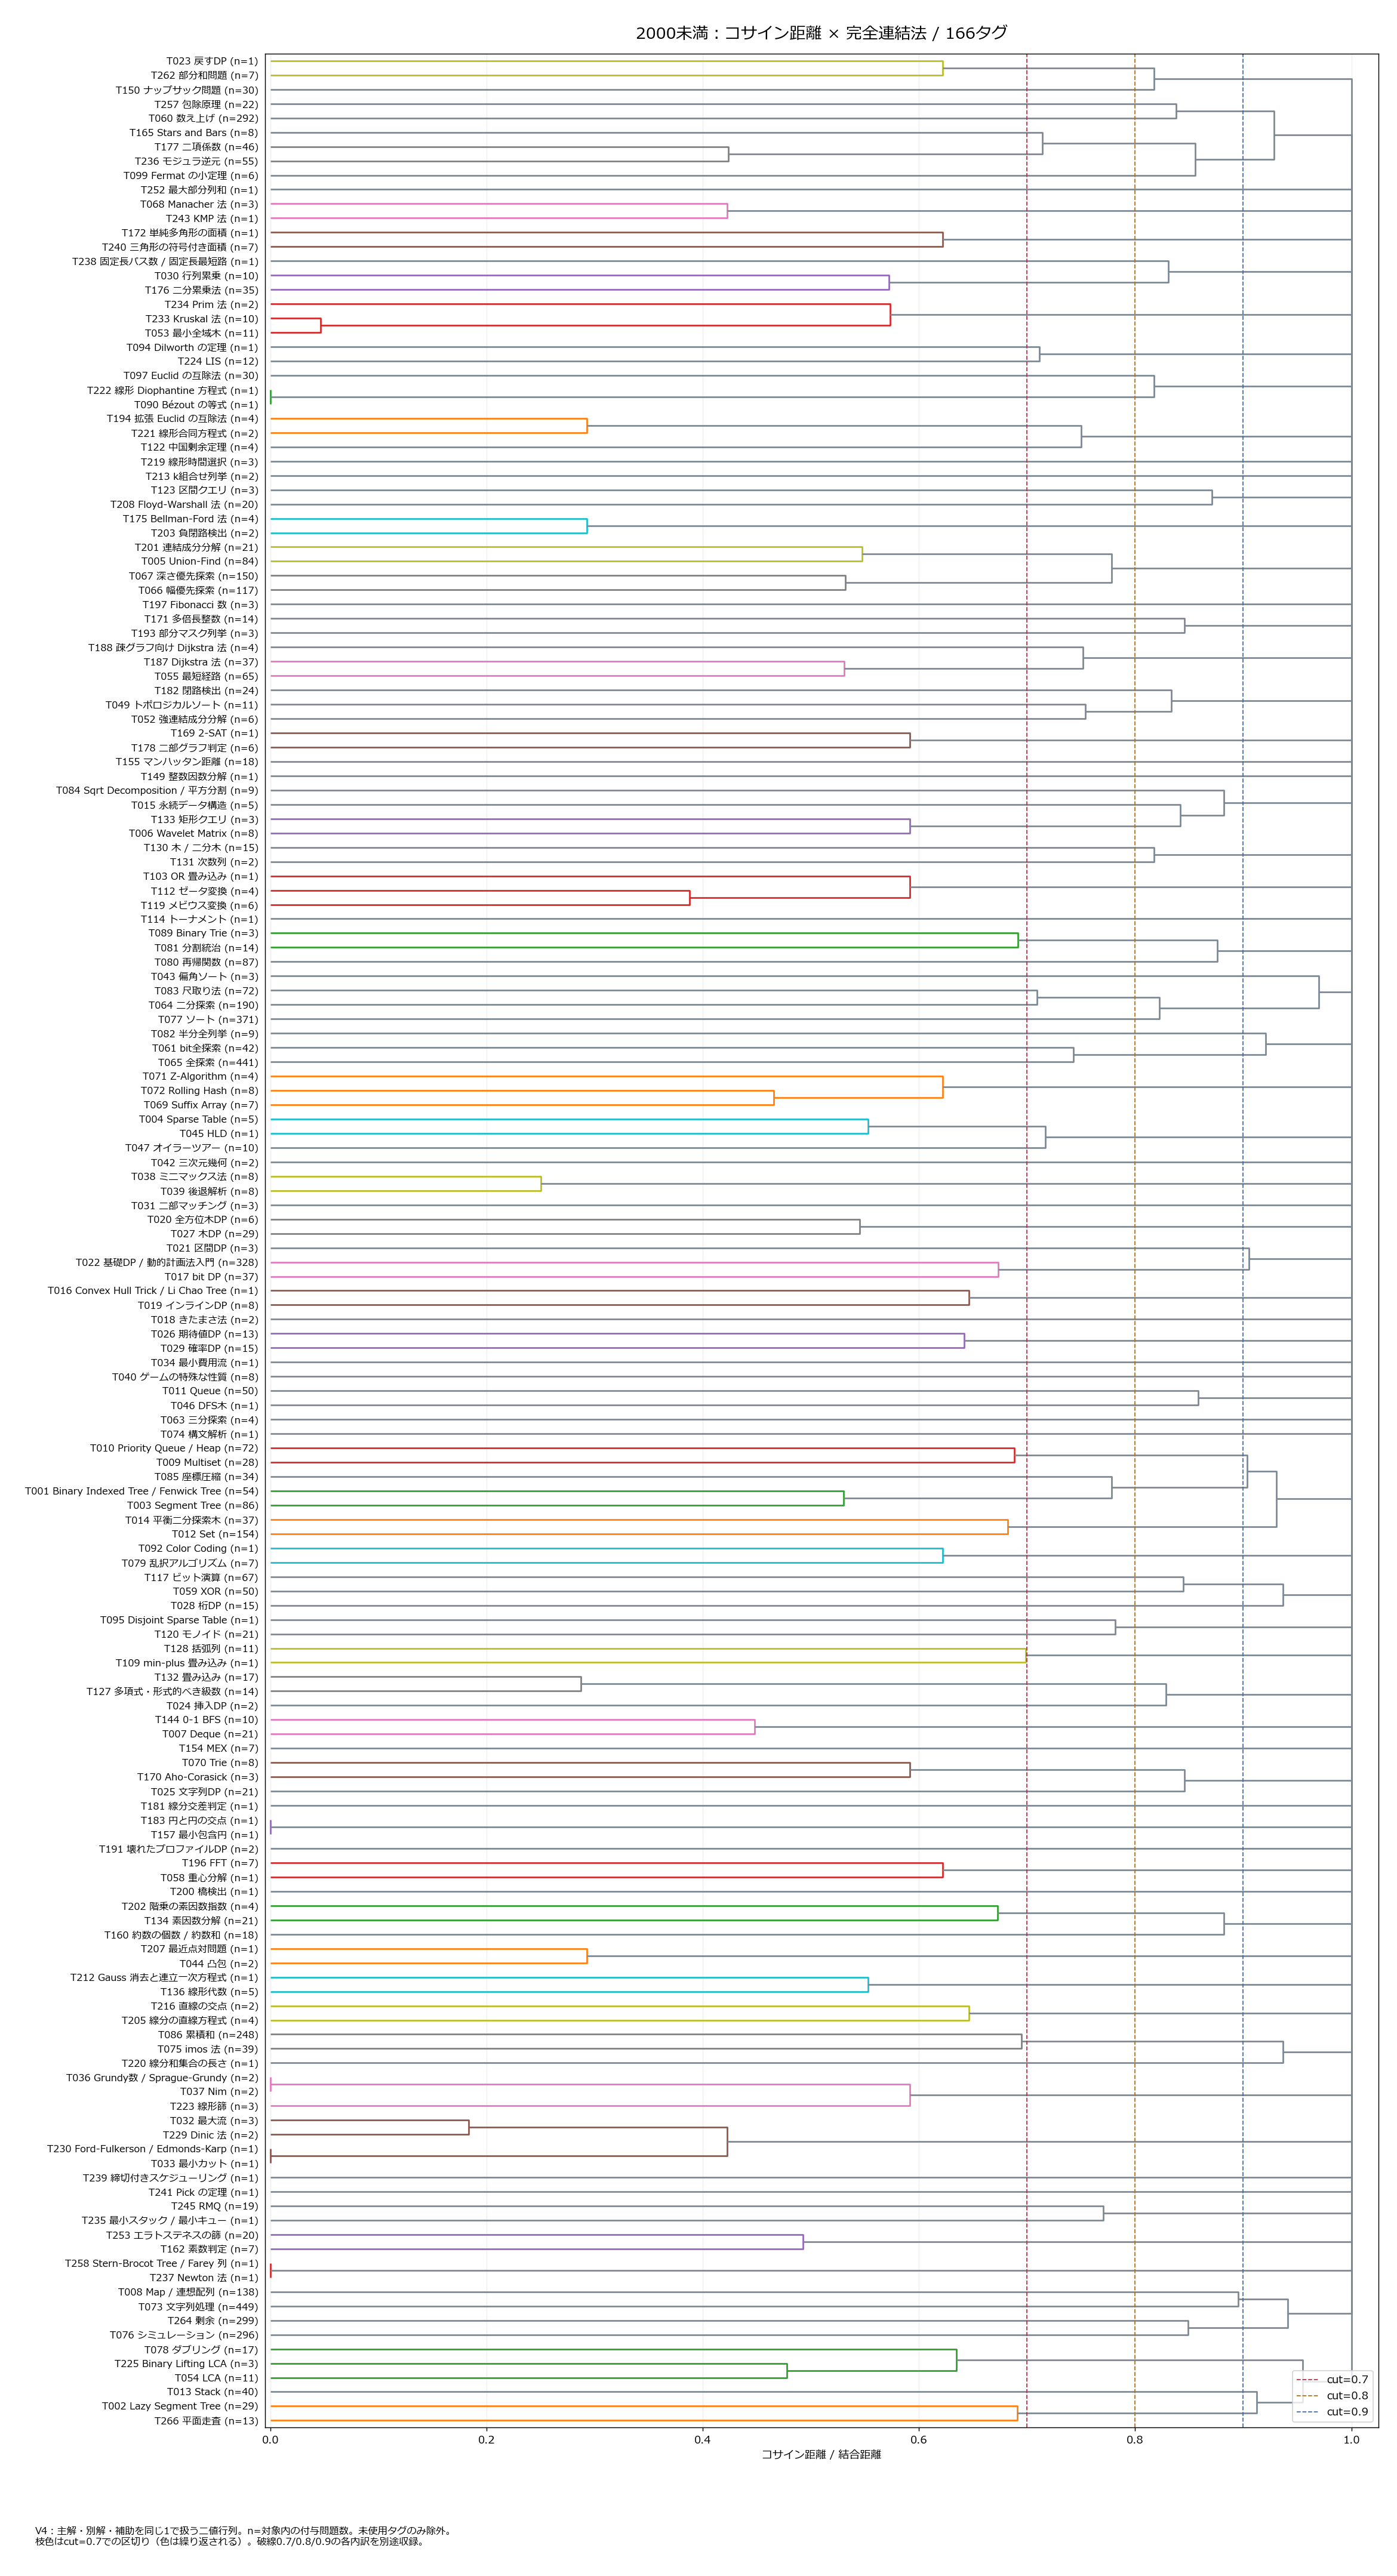 2000未満：コサイン距離 × 完全連結法 / 166タグ
T023 戻すDP (n=1)
T262 部分和問題 (n=7)
T150 ナップサック問題 (n=30)
T257 包除原理 (n=22)
T060 数え上げ (n=292)
T165 Stars and Bars (n=8)
T177 二項係数 (n=46)
T236 モジュラ逆元 (n=55)
T099 Fermat の小定理 (n=6)
T252 最大部分列和 (n=1)
T068 Manacher 法 (n=3)
T243 KMP 法 (n=1)
T172 単純多角形の面積 (n=1)
T240 三角形の符号付き面積 (n=7)
T238 固定長パス数 / 固定長最短路 (n=1)
T030 行列累乗 (n=10)
T176 二分累乗法 (n=35)
T234 Prim 法 (n=2)
T233 Kruskal 法 (n=10)
T053 最小全域木 (n=11)
T094 Dilworth の定理 (n=1)
T224 LIS (n=12)
T097 Euclid の互除法 (n=30)
T222 線形 Diophantine 方程式 (n=1)
T090 Bézout の等式 (n=1)
T194 拡張 Euclid の互除法 (n=4)
T221 線形合同方程式 (n=2)
T122 中国剰余定理 (n=4)
T219 線形時間選択 (n=3)
T213 k組合せ列挙 (n=2)
T123 区間クエリ (n=3)
T208 Floyd-Warshall 法 (n=20)
T175 Bellman-Ford 法 (n=4)
T203 負閉路検出 (n=2)
T201 連結成分分解 (n=21)
T005 Union-Find (n=84)
T067 深さ優先探索 (n=150)
T066 幅優先探索 (n=117)
T197 Fibonacci 数 (n=3)
T171 多倍長整数 (n=14)
T193 部分マスク列挙 (n=3)
T188 疎グラフ向け Dijkstra 法 (n=4)
T187 Dijkstra 法 (n=37)
T055 最短経路 (n=65)
T182 閉路検出 (n=24)
T049 トポロジカルソート (n=11)
T052 強連結成分分解 (n=6)
T169 2-SAT (n=1)
T178 二部グラフ判定 (n=6)
T155 マンハッタン距離 (n=18)
T149 整数因数分解 (n=1)
T084 Sqrt Decomposition / 平方分割 (n=9)
T015 永続データ構造 (n=5)
T133 矩形クエリ (n=3)
T006 Wavelet Matrix (n=8)
T130 木 / 二分木 (n=15)
T131 次数列 (n=2)
T103 OR 畳み込み (n=1)
T112 ゼータ変換 (n=4)
T119 メビウス変換 (n=6)
T114 トーナメント (n=1)
T089 Binary Trie (n=3)
T081 分割統治 (n=14)
T080 再帰関数 (n=87)
T043 偏角ソート (n=3)
T083 尺取り法 (n=72)
T064 二分探索 (n=190)
T077 ソート (n=371)
T082 半分全列挙 (n=9)
T061 bit全探索 (n=42)
T065 全探索 (n=441)
T071 Z-Algorithm (n=4)
T072 Rolling Hash (n=8)
T069 Suffix Array (n=7)
T004 Sparse Table (n=5)
T045 HLD (n=1)
T047 オイラーツアー (n=10)
T042 三次元幾何 (n=2)
T038 ミニマックス法 (n=8)
T039 後退解析 (n=8)
T031 二部マッチング (n=3)
T020 全方位木DP (n=6)
T027 木DP (n=29)
T021 区間DP (n=3)
T022 基礎DP / 動的計画法入門 (n=328)
T017 bit DP (n=37)
T016 Convex Hull Trick / Li Chao Tree (n=1)
T019 インラインDP (n=8)
T018 きたまさ法 (n=2)
T026 期待値DP (n=13)
T029 確率DP (n=15)
T034 最小費用流 (n=1)
T040 ゲームの特殊な性質 (n=8)
T011 Queue (n=50)
T046 DFS木 (n=1)
T063 三分探索 (n=4)
T074 構文解析 (n=1)
T010 Priority Queue / Heap (n=72)
T009 Multiset (n=28)
T085 座標圧縮 (n=34)
T001 Binary Indexed Tree / Fenwick Tree (n=54)
T003 Segment Tree (n=86)
T014 平衡二分探索木 (n=37)
T012 Set (n=154)
T092 Color Coding (n=1)
T079 乱択アルゴリズム (n=7)
T117 ビット演算 (n=67)
T059 XOR (n=50)
T028 桁DP (n=15)
T095 Disjoint Sparse Table (n=1)
T120 モノイド (n=21)
T128 括弧列 (n=11)
T109 min-plus 畳み込み (n=1)
T132 畳み込み (n=17)
T127 多項式・形式的べき級数 (n=14)
T024 挿入DP (n=2)
T144 0-1 BFS (n=10)
T007 Deque (n=21)
T154 MEX (n=7)
T070 Trie (n=8)
T170 Aho-Corasick (n=3)
T025 文字列DP (n=21)
T181 線分交差判定 (n=1)
T183 円と円の交点 (n=1)
T157 最小包含円 (n=1)
T191 壊れたプロファイルDP (n=2)
T196 FFT (n=7)
T058 重心分解 (n=1)
T200 橋検出 (n=1)
T202 階乗の素因数指数 (n=4)
T134 素因数分解 (n=21)
T160 約数の個数 / 約数和 (n=18)
T207 最近点対問題 (n=1)
T044 凸包 (n=2)
T212 Gauss 消去と連立一次方程式 (n=1)
T136 線形代数 (n=5)
T216 直線の交点 (n=2)
T205 線分の直線方程式 (n=4)
T086 累積和 (n=248)
T075 imos 法 (n=39)
T220 線分和集合の長さ (n=1)
T036 Grundy数 / Sprague-Grundy (n=2)
T037 Nim (n=2)
T223 線形篩 (n=3)
T032 最大流 (n=3)
T229 Dinic 法 (n=2)
T230 Ford-Fulkerson / Edmonds-Karp (n=1)
T033 最小カット (n=1)
T239 締切付きスケジューリング (n=1)
T241 Pick の定理 (n=1)
T245 RMQ (n=19)
T235 最小スタック / 最小キュー (n=1)
T253 エラトステネスの篩 (n=20)
T162 素数判定 (n=7)
T258 Stern-Brocot Tree / Farey 列 (n=1)
T237 Newton 法 (n=1)
T008 Map / 連想配列 (n=138)
T073 文字列処理 (n=449)
T264 剰余 (n=299)
T076 シミュレーション (n=296)
T078 ダブリング (n=17)
T225 Binary Lifting LCA (n=3)
T054 LCA (n=11)
T013 Stack (n=40)
T002 Lazy Segment Tree (n=29)
T266 平面走査 (n=13)
cut=0.7
cut=0.8
cut=0.9
0.0 0.2 0.4 0.6 0.8 1.0
コサイン距離 / 結合距離
V4：主解・別解・補助を同じ1で扱う二値行列。n=対象内の付与問題数。未使用タグのみ除外。
枝色はcut=0.7での区切り（色は繰り返される）。破線0.7/0.8/0.9の各内訳を別途収録。